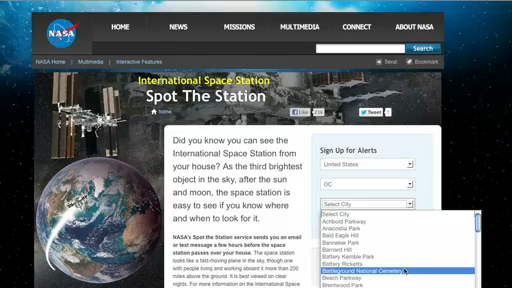 NASA
HOME NEWS MISSIONS MULTIMEDIA CONNECT ABOUT NASA
Search
NASA Home | Multimedia | Interactive Features
Send Bookmark
International Space Station
Spot The Station
home
Like
Tweet
Did you know you can see the
International Space Station from
your house? As the third brightest
object in the sky, after the sun
and moon, the space station is
easy to see if you know where
and when to look for it.
NASA's Spot the Station service sends you an email
or text message a few hours before the space
station passes over your house. The space station
looks like a fast-moving plane in the sky, though one
with people living and working aboard it more than 200
miles above the ground. It is best viewed on clear
nights. For more information on the International Space
Sign Up for Alerts
United States
DC
Select City
Select City
Achbold Parkway
Anacostia Park
Bald Eagle Hill
Banneker Park
Barnard Hill
Battery Kemble Park
Battery Ricketts
Battleground National Cemetery
Beach Parkway
Brentwood Park